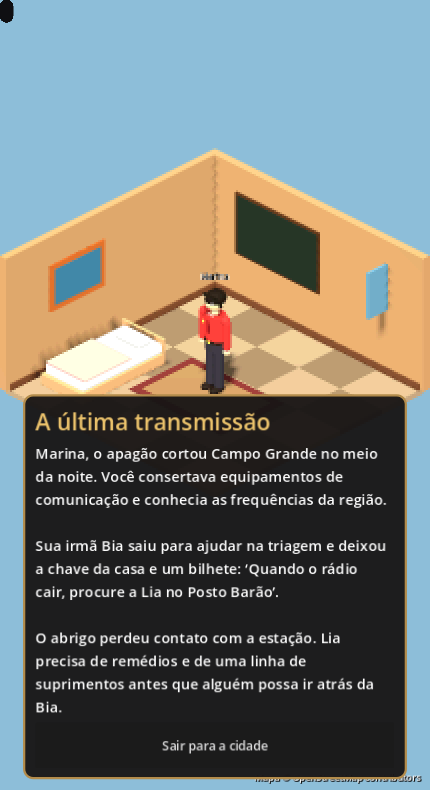 A última transmissão
Marina, o apagão cortou Campo Grande no meio
da noite. Você consertava equipamentos de
comunicação e conhecia as frequências da região.
Sua irmã Bia saiu para ajudar na triagem e deixou
a chave da casa e um bilhete: ‘Quando o rádio
cair, procure a Lia no Posto Barão’.
O abrigo perdeu contato com a estação. Lia
precisa de remédios e de uma linha de
suprimentos antes que alguém possa ir atrás da
Bia.
Sair para a cidade